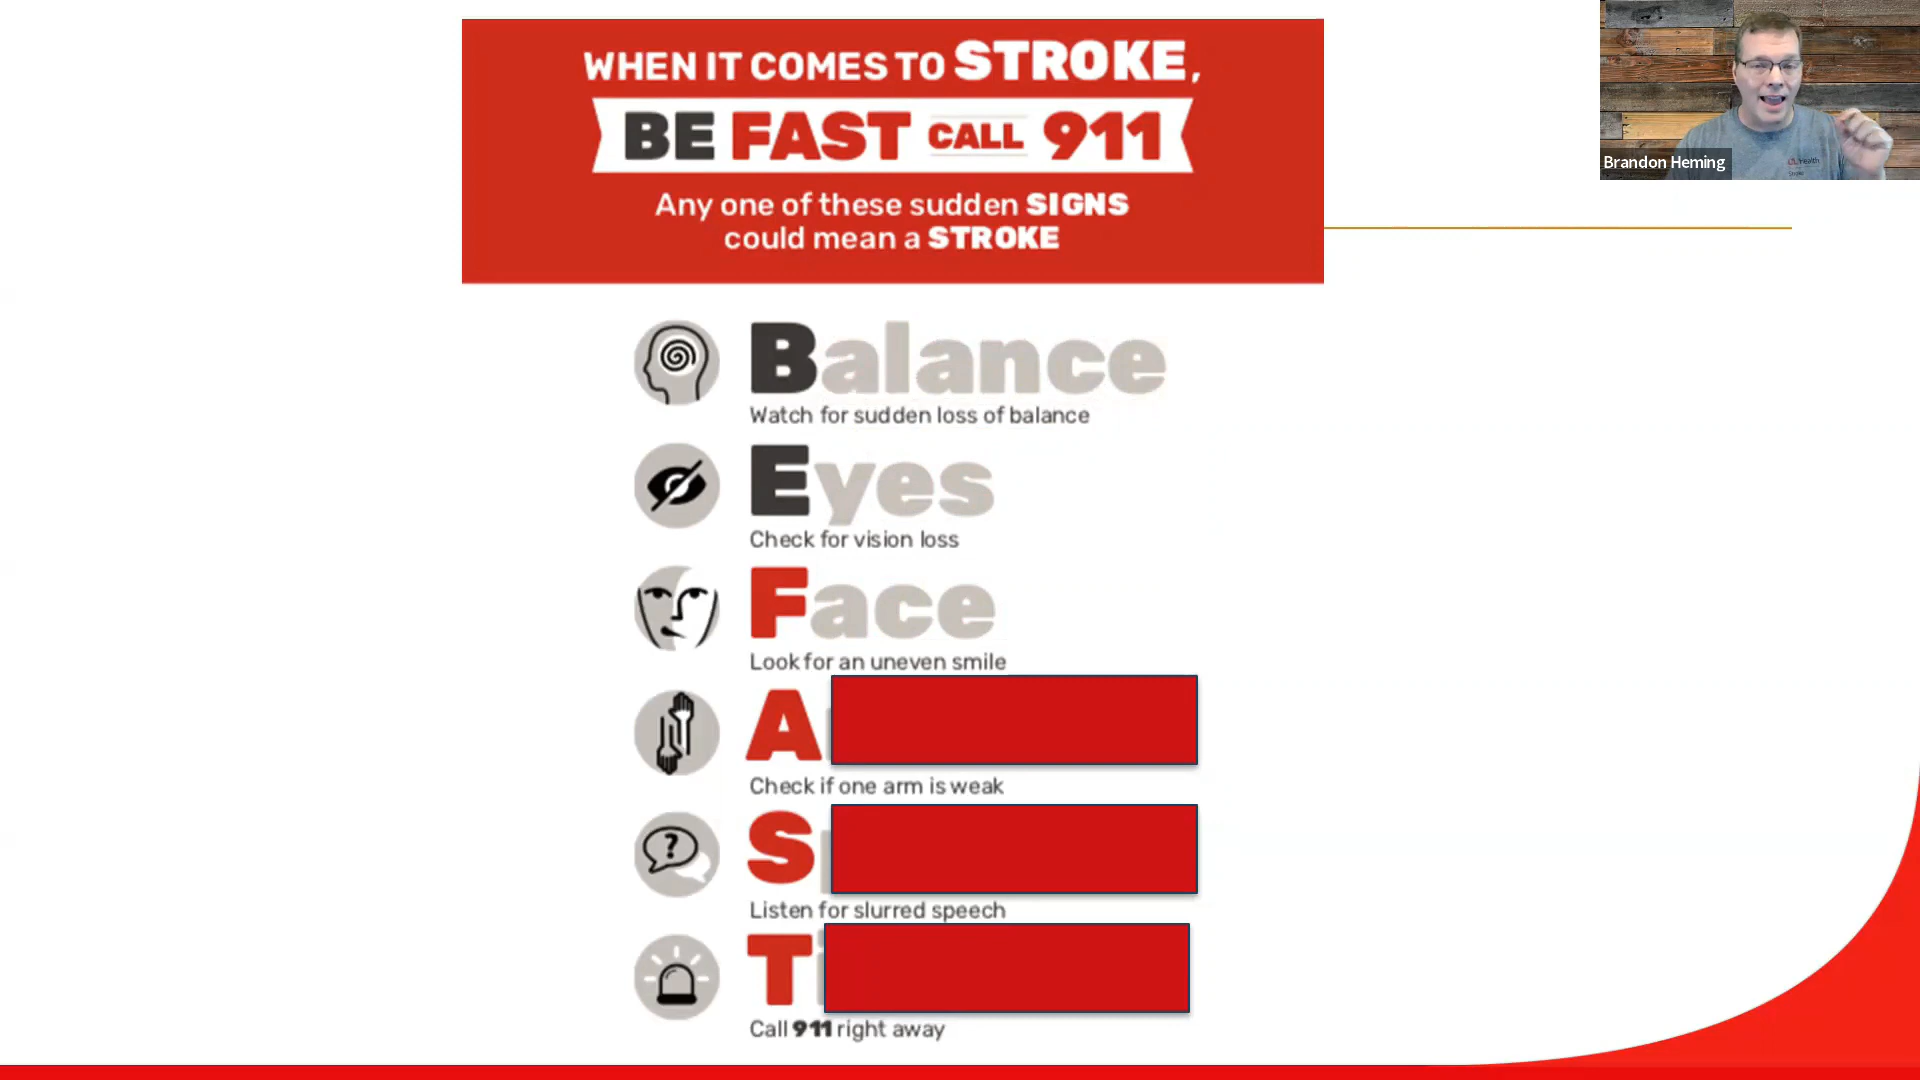 WHEN IT COMES TO STROKE,
BE FAST CALL 911
Any one of these sudden SIGNS
could mean a STROKE
Balance
Watch for sudden loss of balance
Eyes
Check for vision loss
Face
Look for an uneven smile
A
Check if one arm is weak
S
?
Listen for slurred speech
T
Call 911 right away
Brandon Heming
health